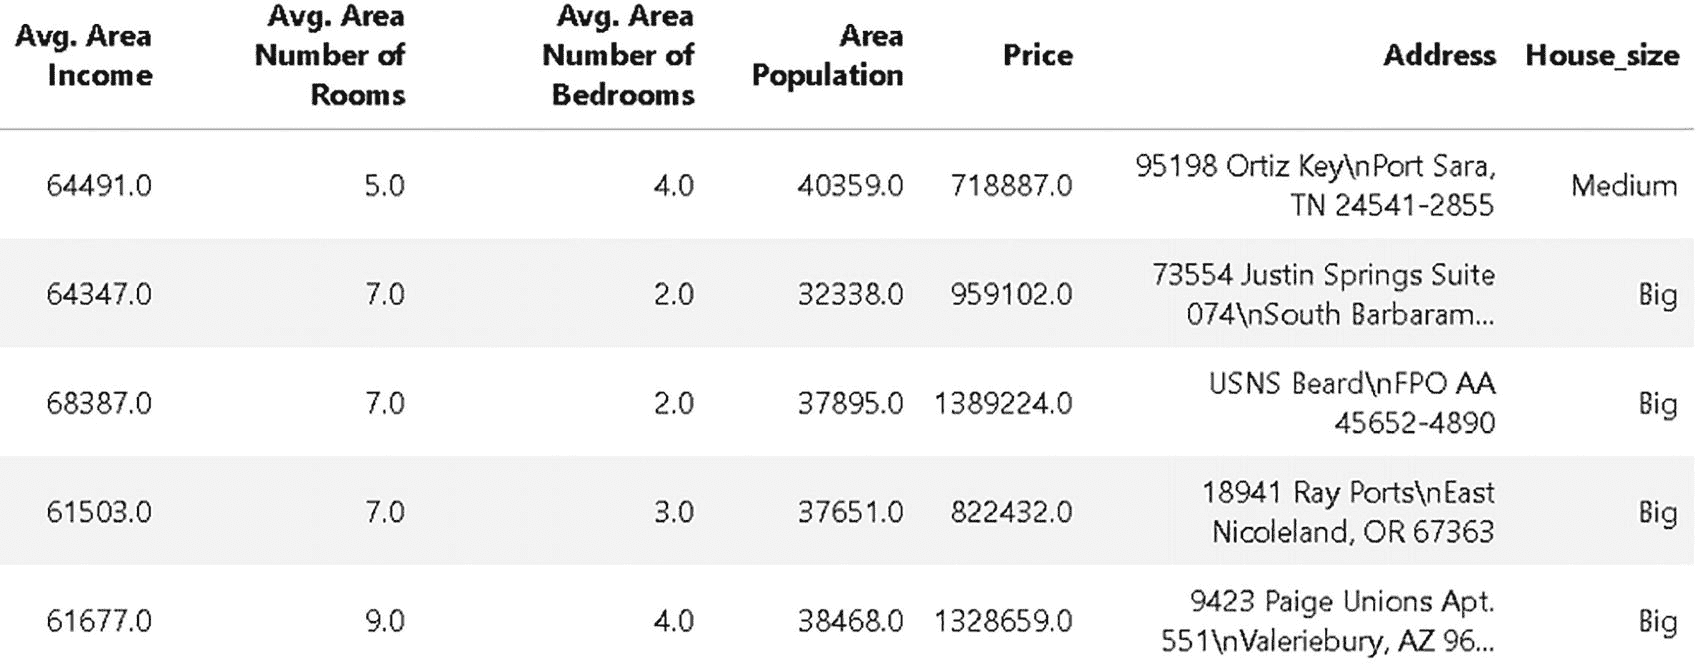 Avg. Area Income Avg. Area Number of Rooms Avg. Area Number of Bedrooms Area Population Price Address House_size
64491.0 5.0 4.0 40359.0 718887.0 95198 Ortiz Key\nPort Sara, TN 24541-2855 Medium
64347.0 7.0 2.0 32338.0 959102.0 73554 Justin Springs Suite 074\nSouth Barbaram... Big
68387.0 7.0 2.0 37895.0 1389224.0 USNS Beard\nFPO AA 45652-4890 Big
61503.0 7.0 3.0 37651.0 822432.0 18941 Ray Ports\nEast Nicoleland, OR 67363 Big
61677.0 9.0 4.0 38468.0 1328659.0 9423 Paige Unions Apt. 551\nValeriebury, AZ 96... Big